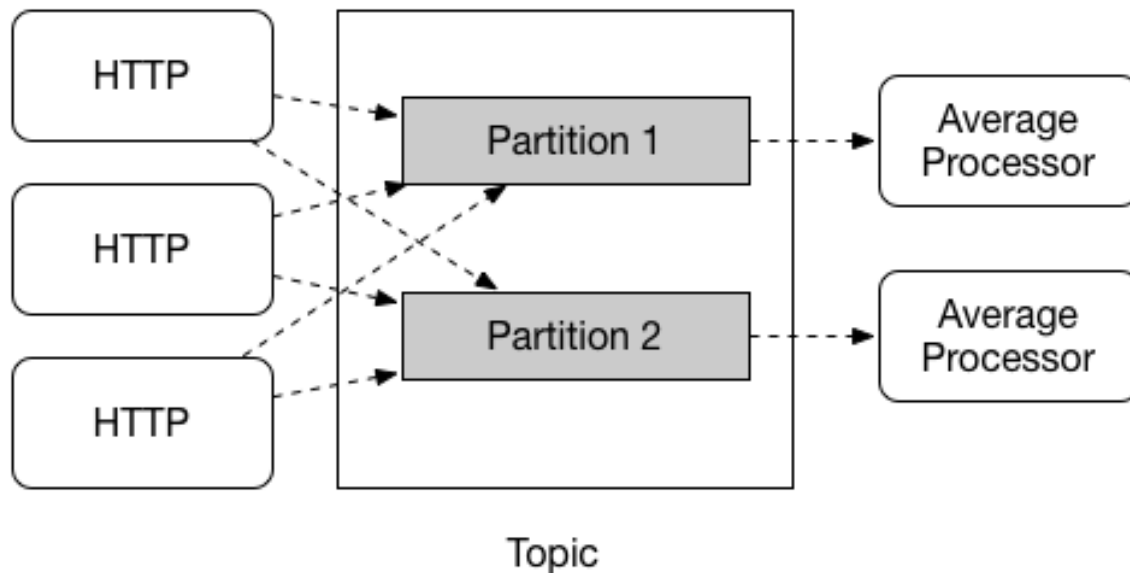 HTTP
HTTP
HTTP
Partition 1
Partition 2
Average
Processor
Average
Processor
Topic